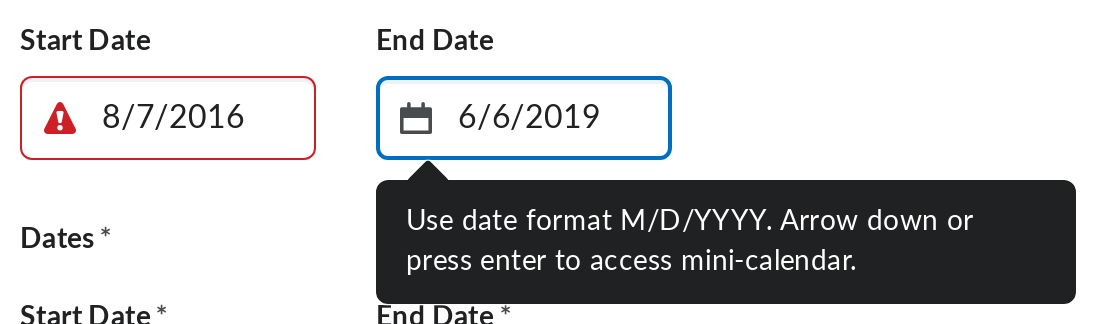 Start Date
End Date
8/7/2016
6/6/2019
Use date format M/D/YYYY. Arrow down or
press enter to access mini-calendar.
Dates *
Start Date *
End Date *